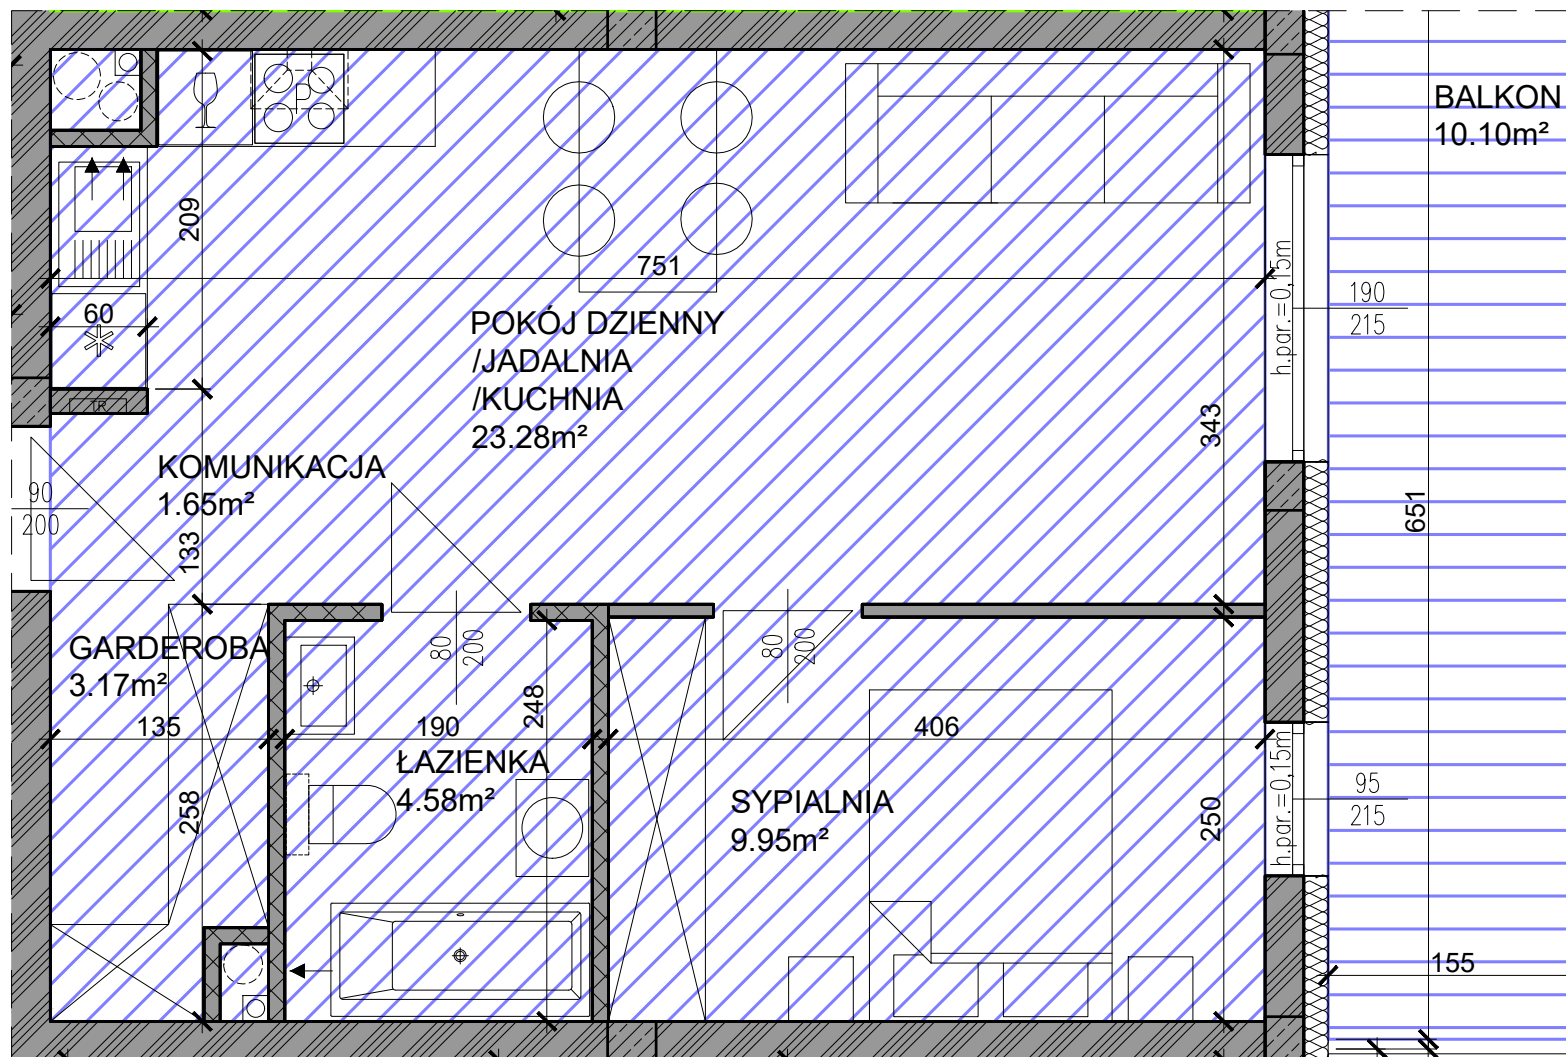 BALKON
10.10m²
P
209
751
60
h.par.=0,15m
190
215
POKÓJ DZIENNY
/JADALNIA
/KUCHNIA
23.28m²
TR
343
KOMUNIKACJA
1.65m²
90
200
133
651
GARDEROBA
3.17m²
80
200
80
200
135
190
248
406
ŁAZIENKA
4.58m²
258
SYPIALNIA
9.95m²
250
h.par.=0,15m
95
215
155